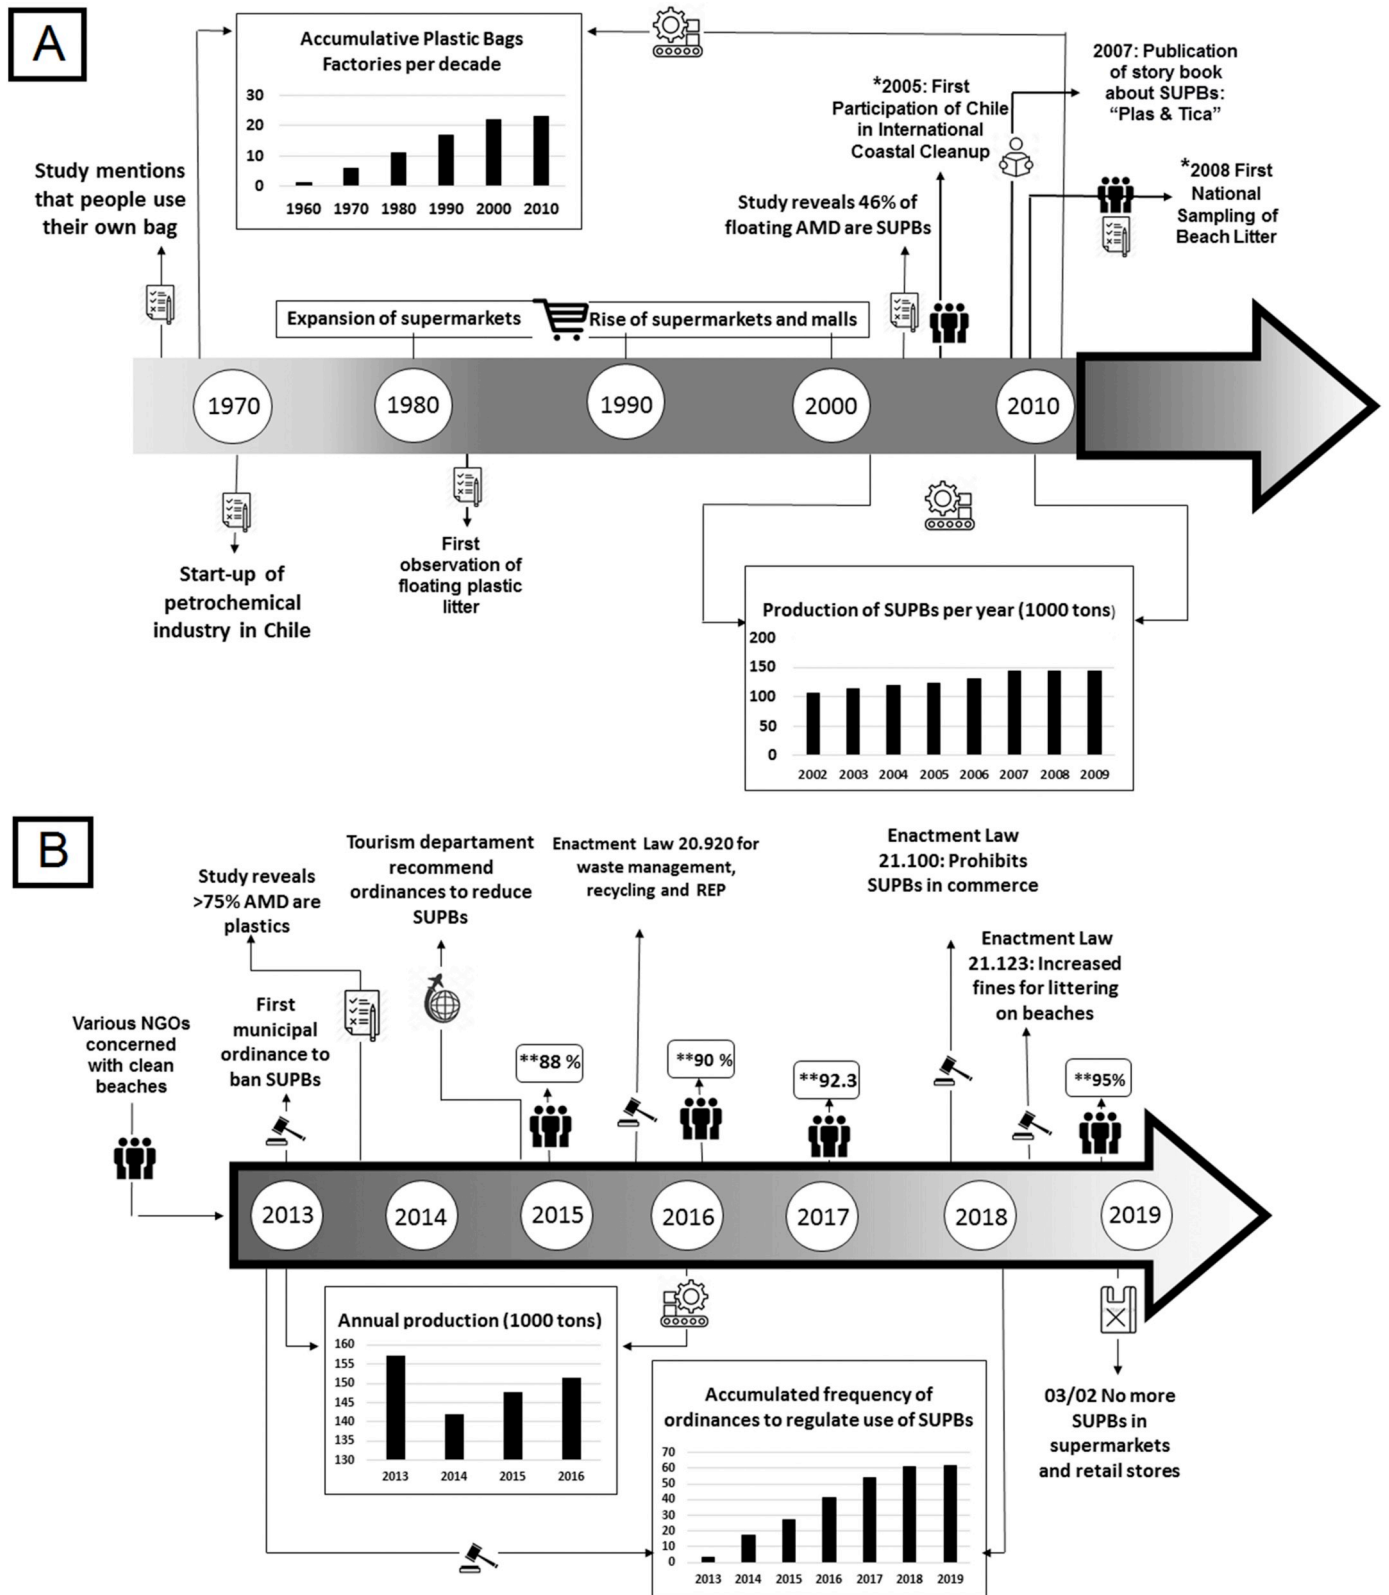 A
Accumulative Plastic Bags
Factories per decade
30
20
10
0
1960 1970 1980 1990 2000 2010
Study mentions
that people use
their own bag
*2005: First
Participation of Chile
in International
Coastal Cleanup
2007: Publication
of story book
about SUPBs:
“Plas & Tica”
Study reveals 46% of
floating AMD are SUPBs
*2008 First
National
Sampling of
Beach Litter
Expansion of supermarkets
Rise of supermarkets and malls
1970
1980
1990
2000
2010
Start-up of
petrochemical
industry in Chile
First
observation of
floating plastic
litter
Production of SUPBs per year (1000 tons)
200
150
100
50
0
2002 2003 2004 2005 2006 2007 2008 2009
B
Study reveals
>75% AMD are
plastics
Tourism departament
recommend
ordinances to reduce
SUPBs
Enactment Law 20.920 for
waste management,
recycling and REP
Enactment Law
21.100: Prohibits
SUPBs in commerce
Enactment Law
21.123: Increased
fines for littering
on beaches
Various NGOs
concerned
with clean
beaches
First
municipal
ordinance to
ban SUPBs
**88 %
**90 %
**92.3
**95%
2013
2014
2015
2016
2017
2018
2019
Annual production (1000 tons)
160
155
150
145
140
135
130
2013 2014 2015 2016
Accumulated frequency of
ordinances to regulate use of SUPBs
70
60
50
40
30
20
10
0
2013 2014 2015 2016 2017 2018 2019
03/02 No more
SUPBs in
supermarkets
and retail stores